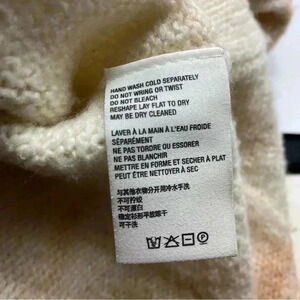 HAND WASH COLD SEPARATELY
DO NOT WRING OR TWIST
DO NOT BLEACH
RESHAPE LAY FLAT TO DRY
MAY BE DRY CLEANED
LAVER À LA MAIN À L'EAU FROIDE
SÉPARÉMENT
NE PAS TORDRE OU ESSORER
NE PAS BLANCHIR
METTRE EN FORME ET SÉCHER À PLAT
PEUT ÊTRE NETTOYER À SEC
与其他衣物分开用冷水手洗
不可拧绞
不可漂白
稳定衫形平放晾干
可干洗